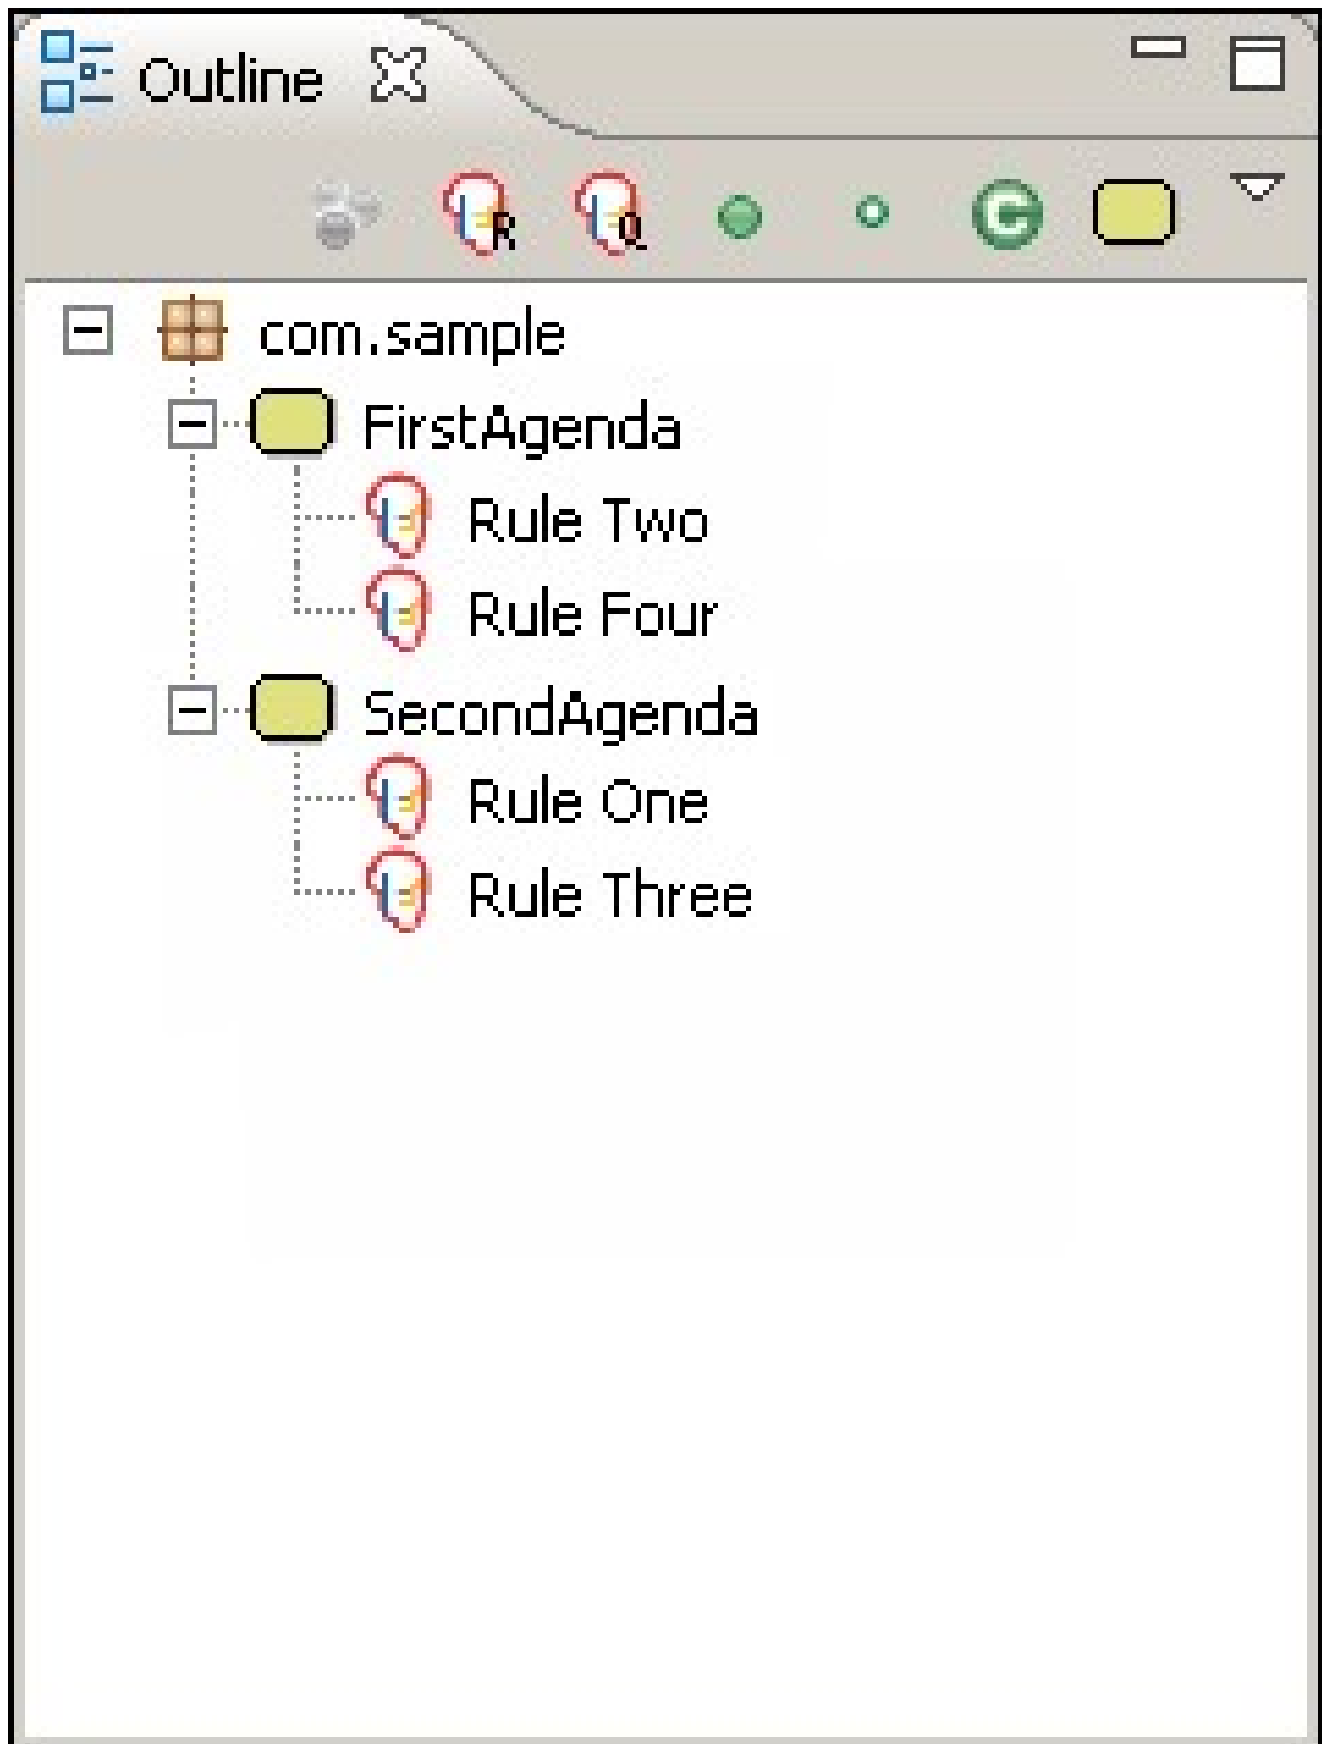 Outline
R Q C
com.sample
FirstAgenda
Rule Two
Rule Four
SecondAgenda
Rule One
Rule Three